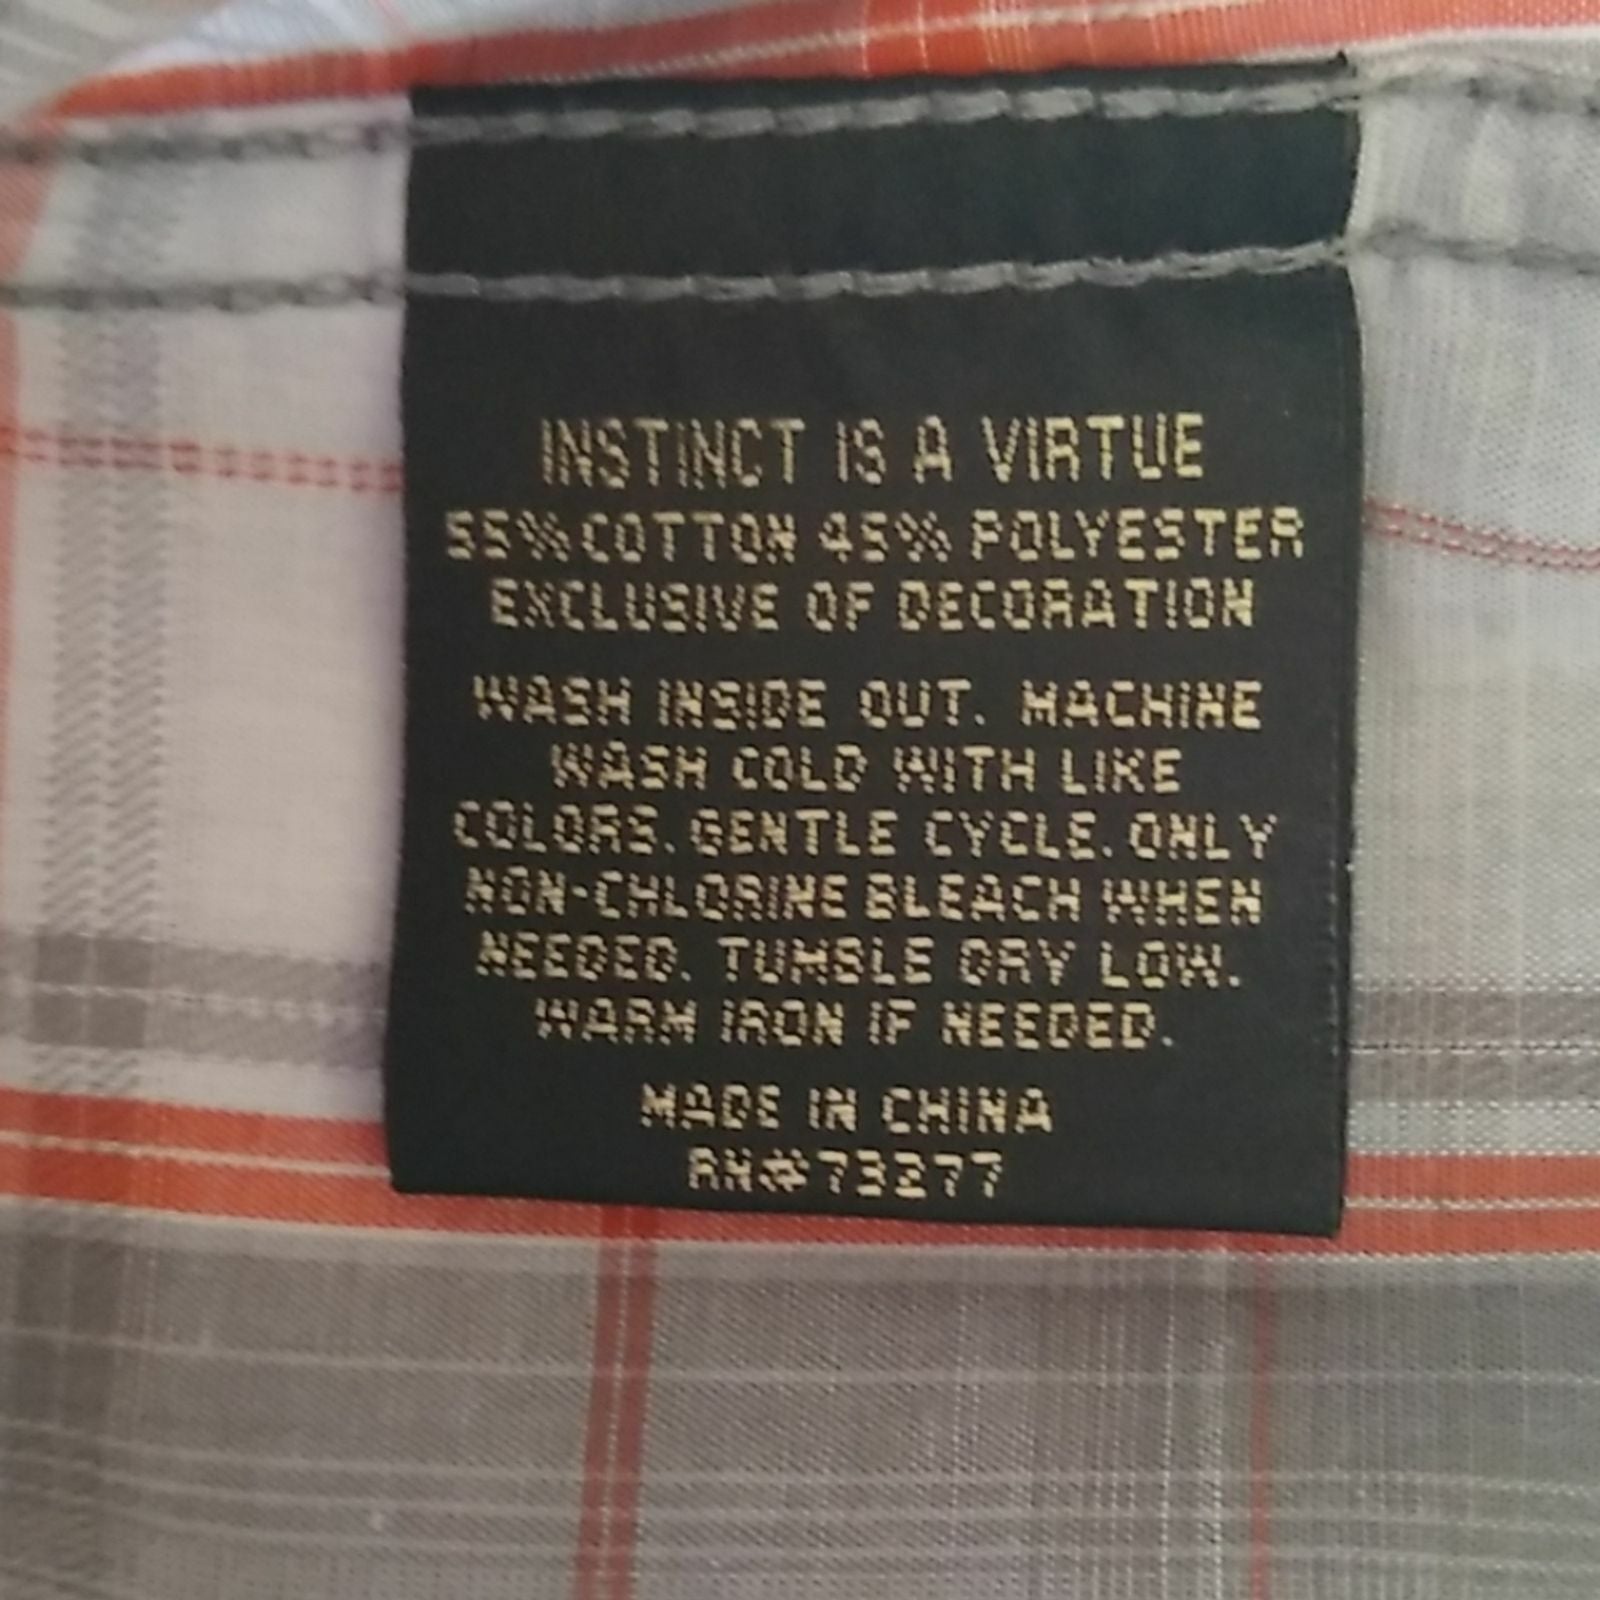 INSTINCT IS A VIRTUE
55% COTTON 45% POLYESTER
EXCLUSIVE OF DECORATION
WASH INSIDE OUT. MACHINE
WASH COLD WITH LIKE
COLORS. GENTLE CYCLE. ONLY
NON-CHLORINE BLEACH WHEN
NEEDED. TUMBLE DRY LOW.
WARM IRON IF NEEDED.
MADE IN CHINA
RN#73277